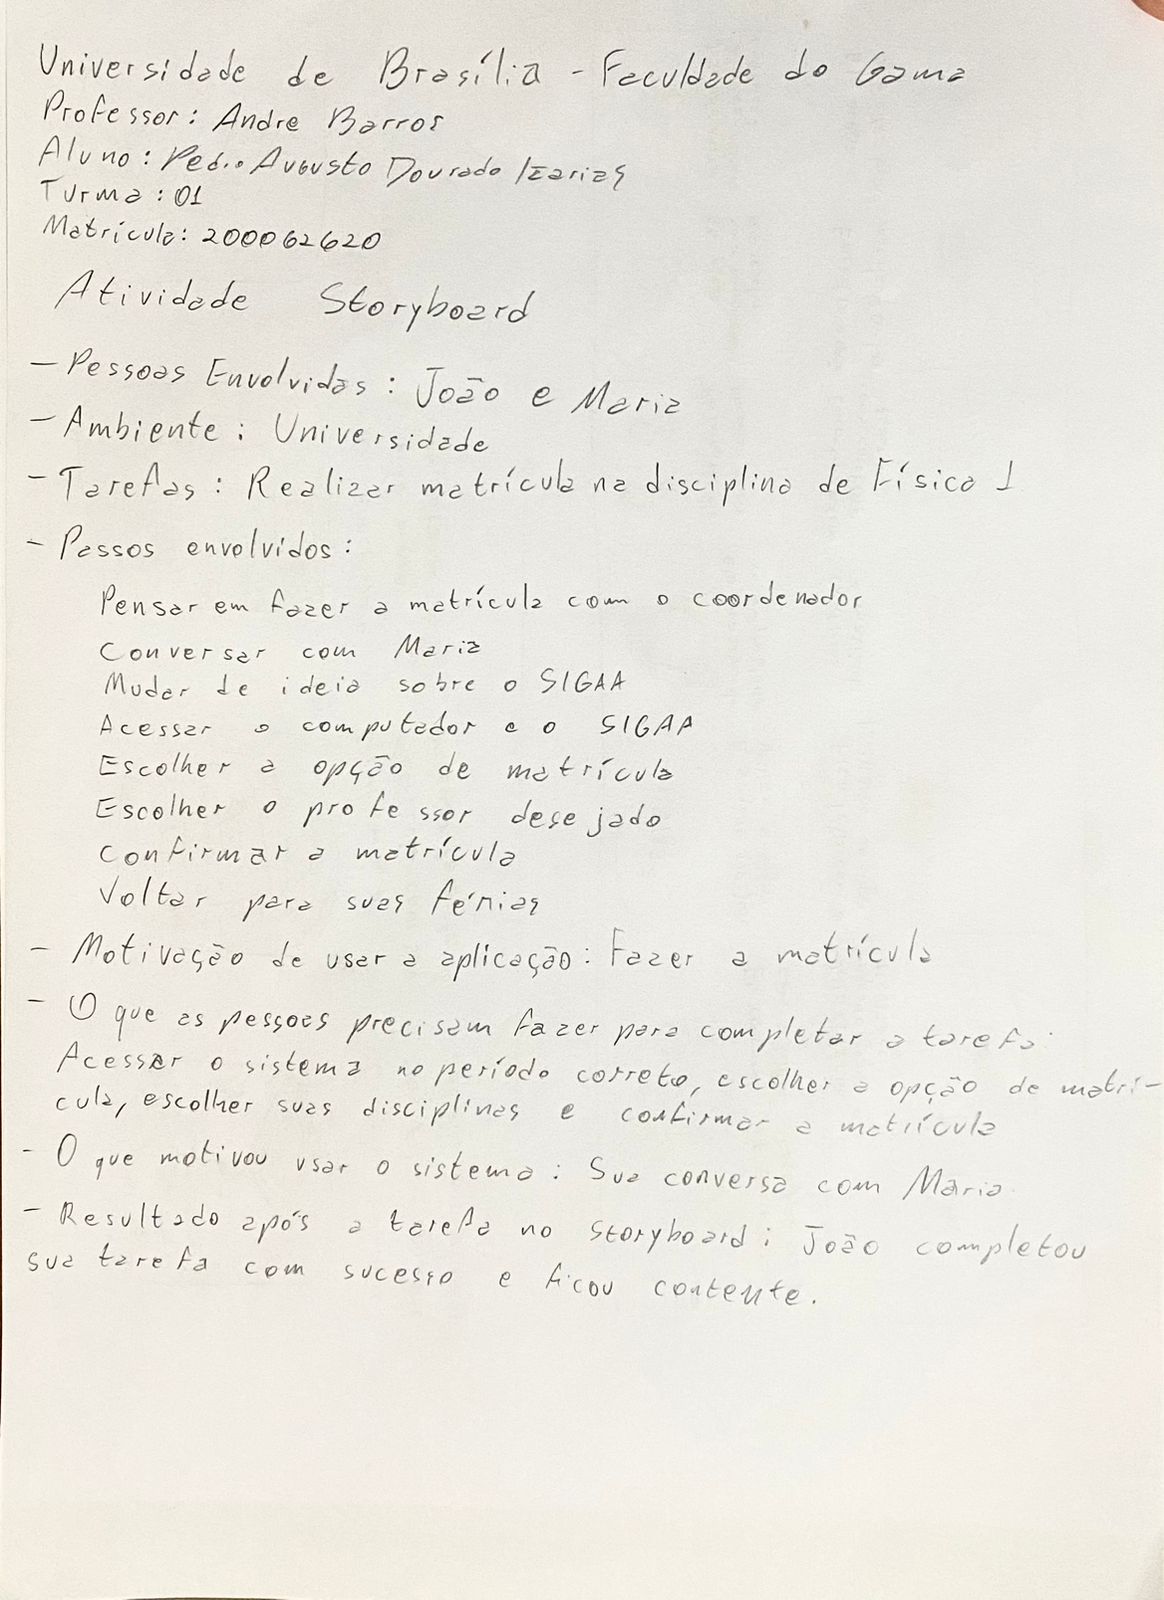 Universidade de Brasília - Faculdade do Gama
Professor: Andre Barros
Aluno: Pedro Augusto Dourado Izarias
Turma: 01
Matrícula: 200062620
Atividade Storyboard
- Pessoas Envolvidas: João e Maria
- Ambiente: Universidade
- Tarefas: Realizar matrícula na disciplina de Física 1
- Passos envolvidos:
Pensar em fazer a matrícula com o coordenador
Conversar com Maria
Mudar de ideia sobre o SIGAA
Acessar o computador e o SIGAA
Escolher a opção de matrícula
Escolher o professor desejado
Confirmar a matrícula
Voltar para suas férias
- Motivação de usar a aplicação: Fazer a matrícula
- O que as pessoas precisam fazer para completar a tarefa:
Acessar o sistema no período correto, escolher a opção de matrí-
cula, escolher suas disciplinas e confirmar a matrícula
- O que motivou usar o sistema: Sua conversa com Maria
- Resultado após a tarefa no storyboard: João completou
sua tarefa com sucesso e ficou contente.